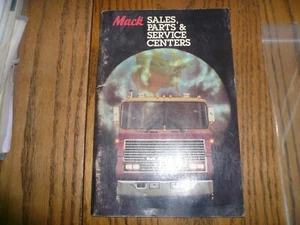 Mack SALES,
PARTS &
SERVICE
CENTERS